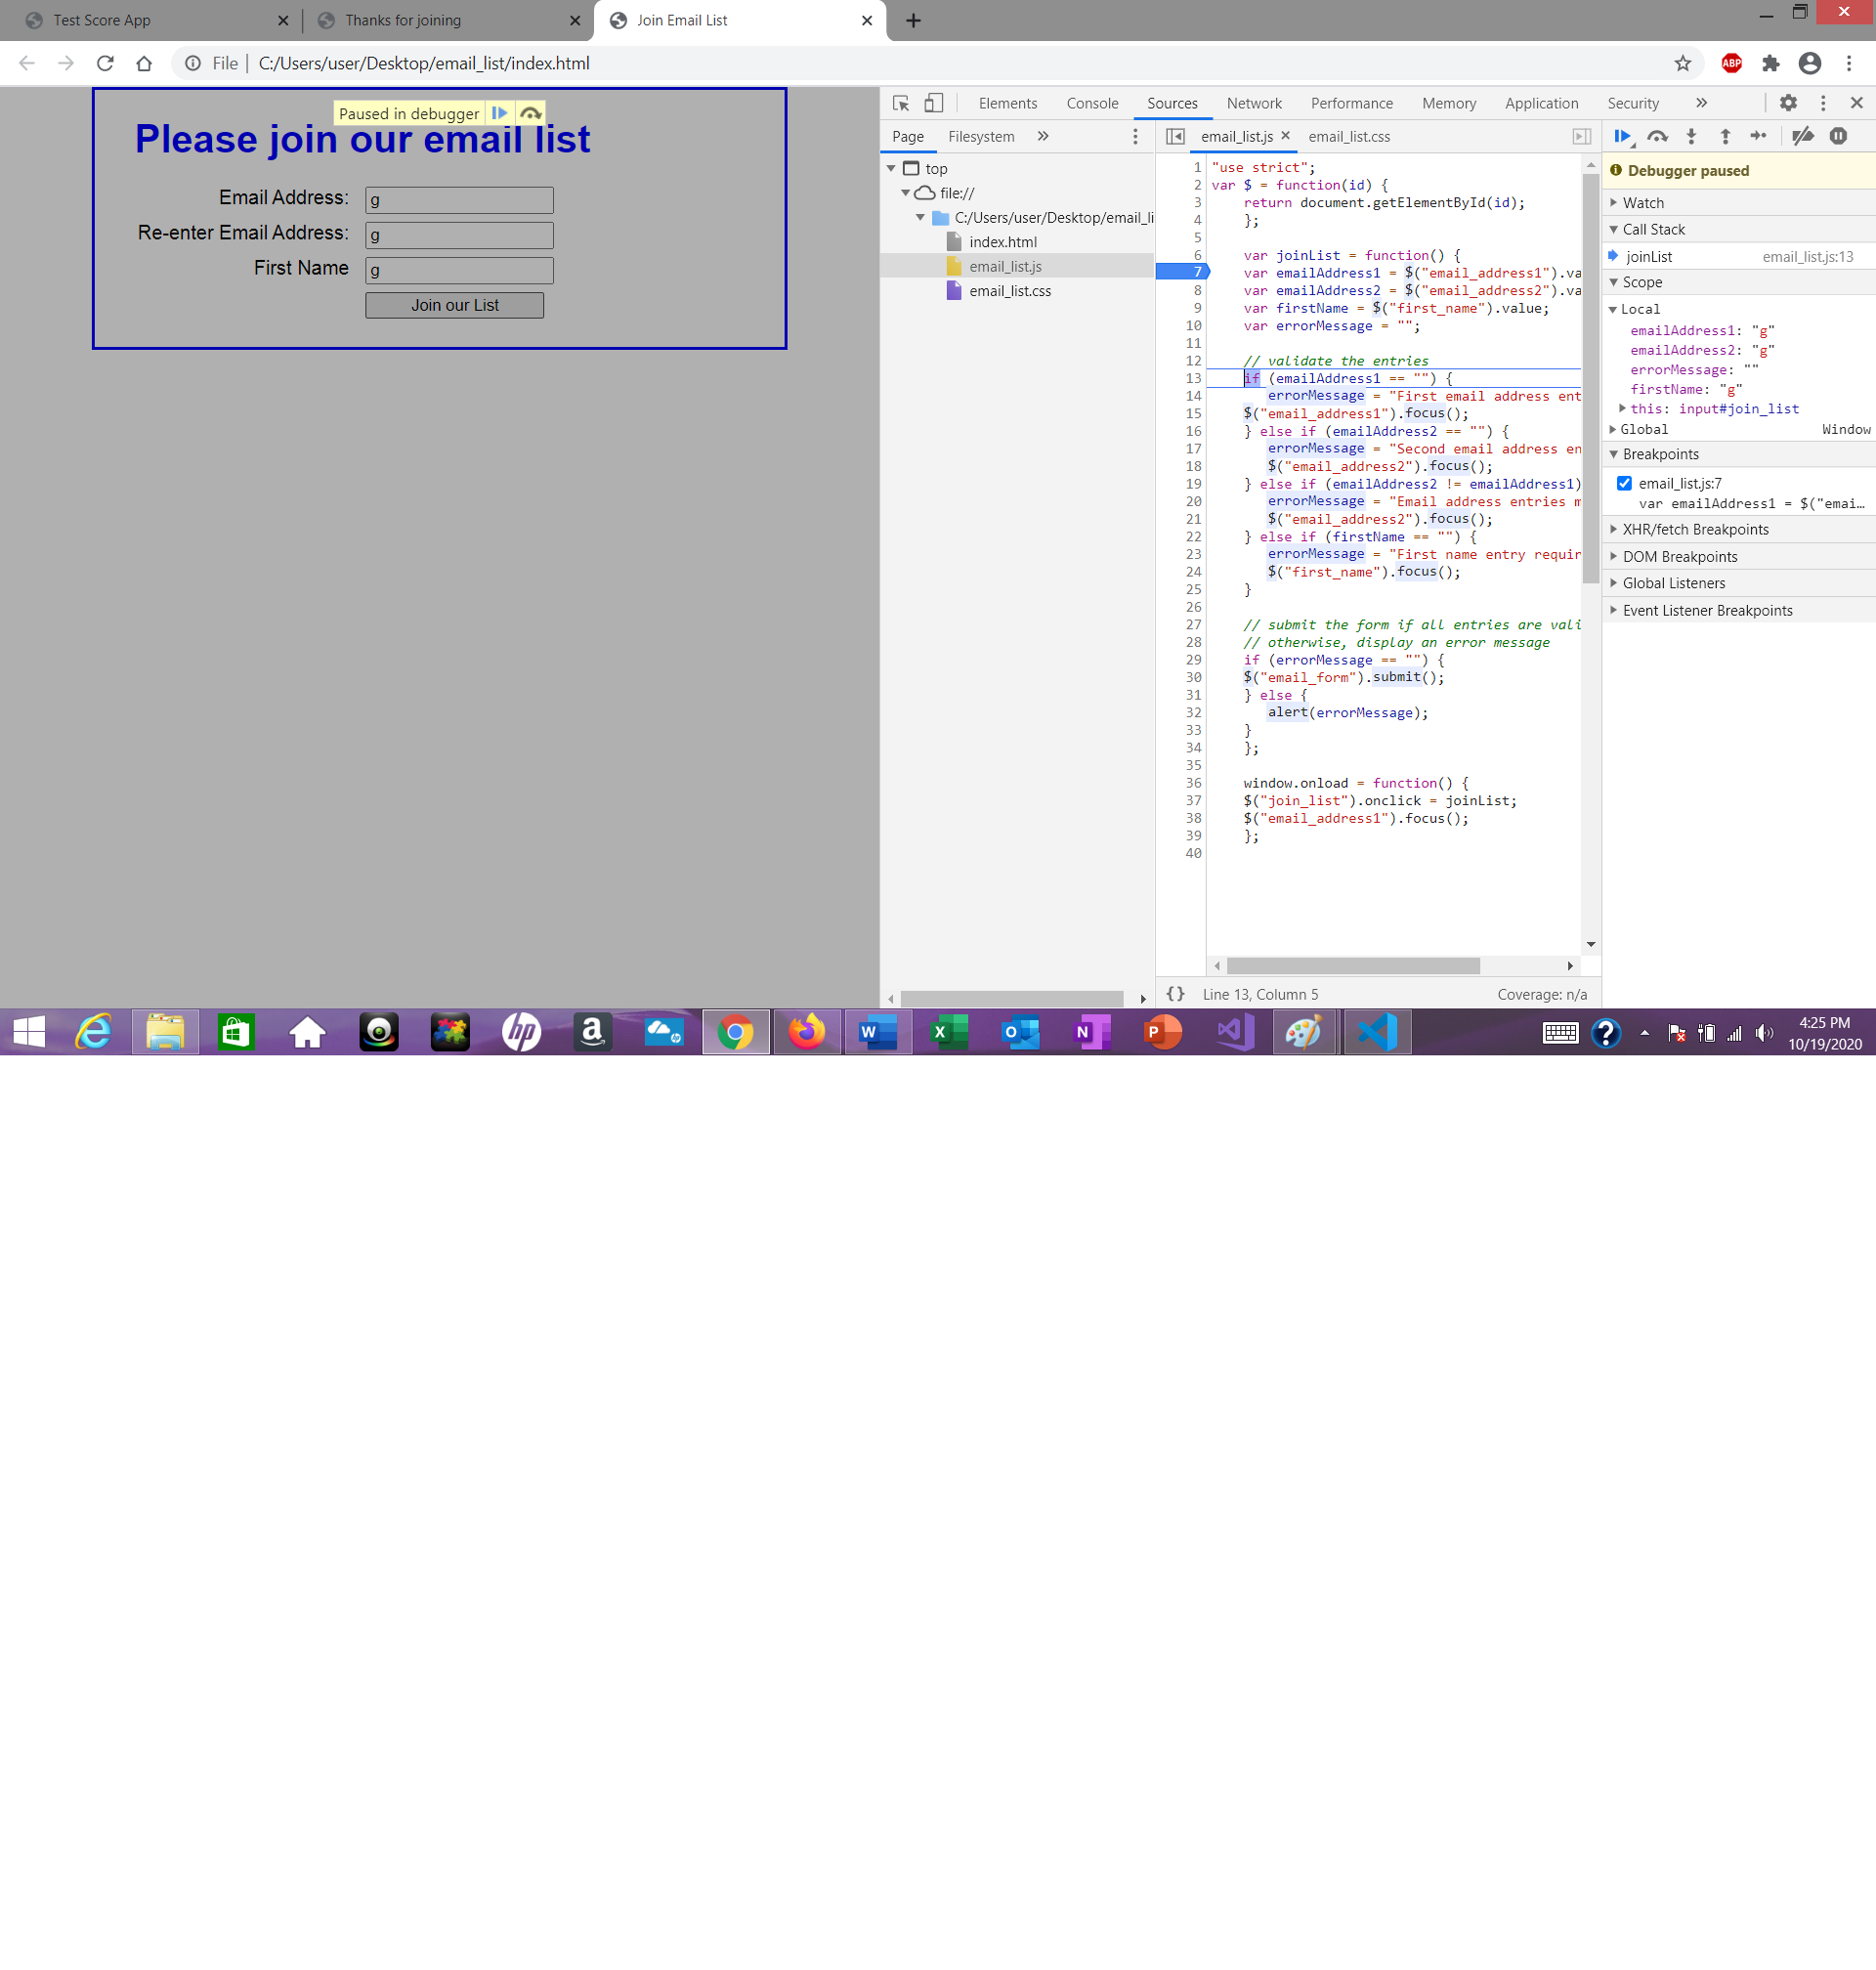 Test Score App
Thanks for joining
Join Email List
File
C:/Users/user/Desktop/email_list/index.html
ABP
Paused in debugger
Please join our email list
Email Address:
g
Re-enter Email Address:
g
First Name
g
Join our List
Elements
Console
Sources
Network
Performance
Memory
Application
Security
»
Page
Filesystem
»
top
file://
C:/Users/user/Desktop/email_li
index.html
email_list.js
email_list.css
email_list.js
email_list.css
1 "use strict";
2 var $ = function(id) {
3 return document.getElementById(id);
4 };
5
6 var joinList = function() {
7 var emailAddress1 = $("email_address1").va
8 var emailAddress2 = $("email_address2").va
9 var firstName = $("first_name").value;
10 var errorMessage = "";
11
12 // validate the entries
13 if (emailAddress1 == "") {
14 errorMessage = "First email address ent
15 $("email_address1").focus();
16 } else if (emailAddress2 == "") {
17 errorMessage = "Second email address en
18 $("email_address2").focus();
19 } else if (emailAddress2 != emailAddress1)
20 errorMessage = "Email address entries m
21 $("email_address2").focus();
22 } else if (firstName == "") {
23 errorMessage = "First name entry requir
24 $("first_name").focus();
25 }
26
27 // submit the form if all entries are vali
28 // otherwise, display an error message
29 if (errorMessage == "") {
30 $("email_form").submit();
31 } else {
32 alert(errorMessage);
33 }
34 };
35
36 window.onload = function() {
37 $("join_list").onclick = joinList;
38 $("email_address1").focus();
39 };
40
{} Line 13, Column 5
Coverage: n/a
Debugger paused
Watch
Call Stack
joinList email_list.js:13
Scope
Local
emailAddress1: "g"
emailAddress2: "g"
errorMessage: ""
firstName: "g"
this: input#join_list
Global Window
Breakpoints
email_list.js:7
var emailAddress1 = $("emai…
XHR/fetch Breakpoints
DOM Breakpoints
Global Listeners
Event Listener Breakpoints
hp
a
hp
W
X
O
N
P
?
4:25 PM
10/19/2020